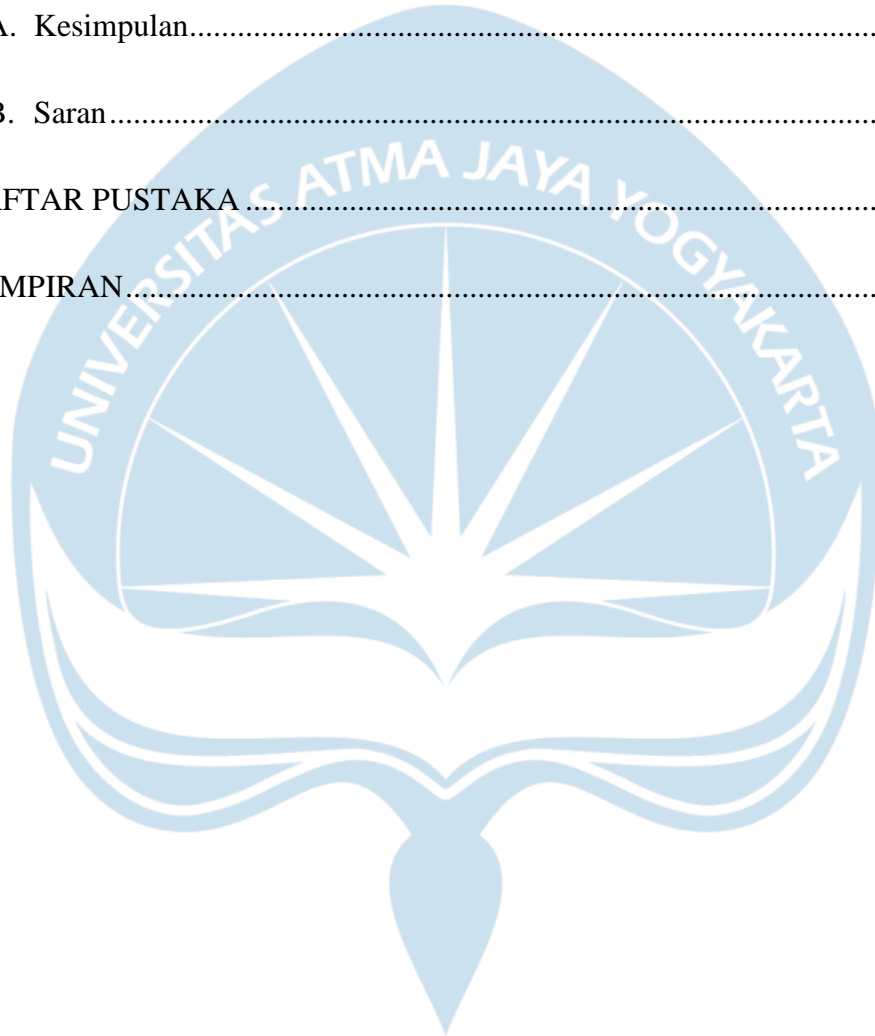 A. Kesimpulan......................................................................................
B. Saran................................................................................................
AFTAR PUSTAKA ...............................................................................
MPIRAN..............................................................................................
UNIVERSITAS ATMA JAYA YOGYAKARTA